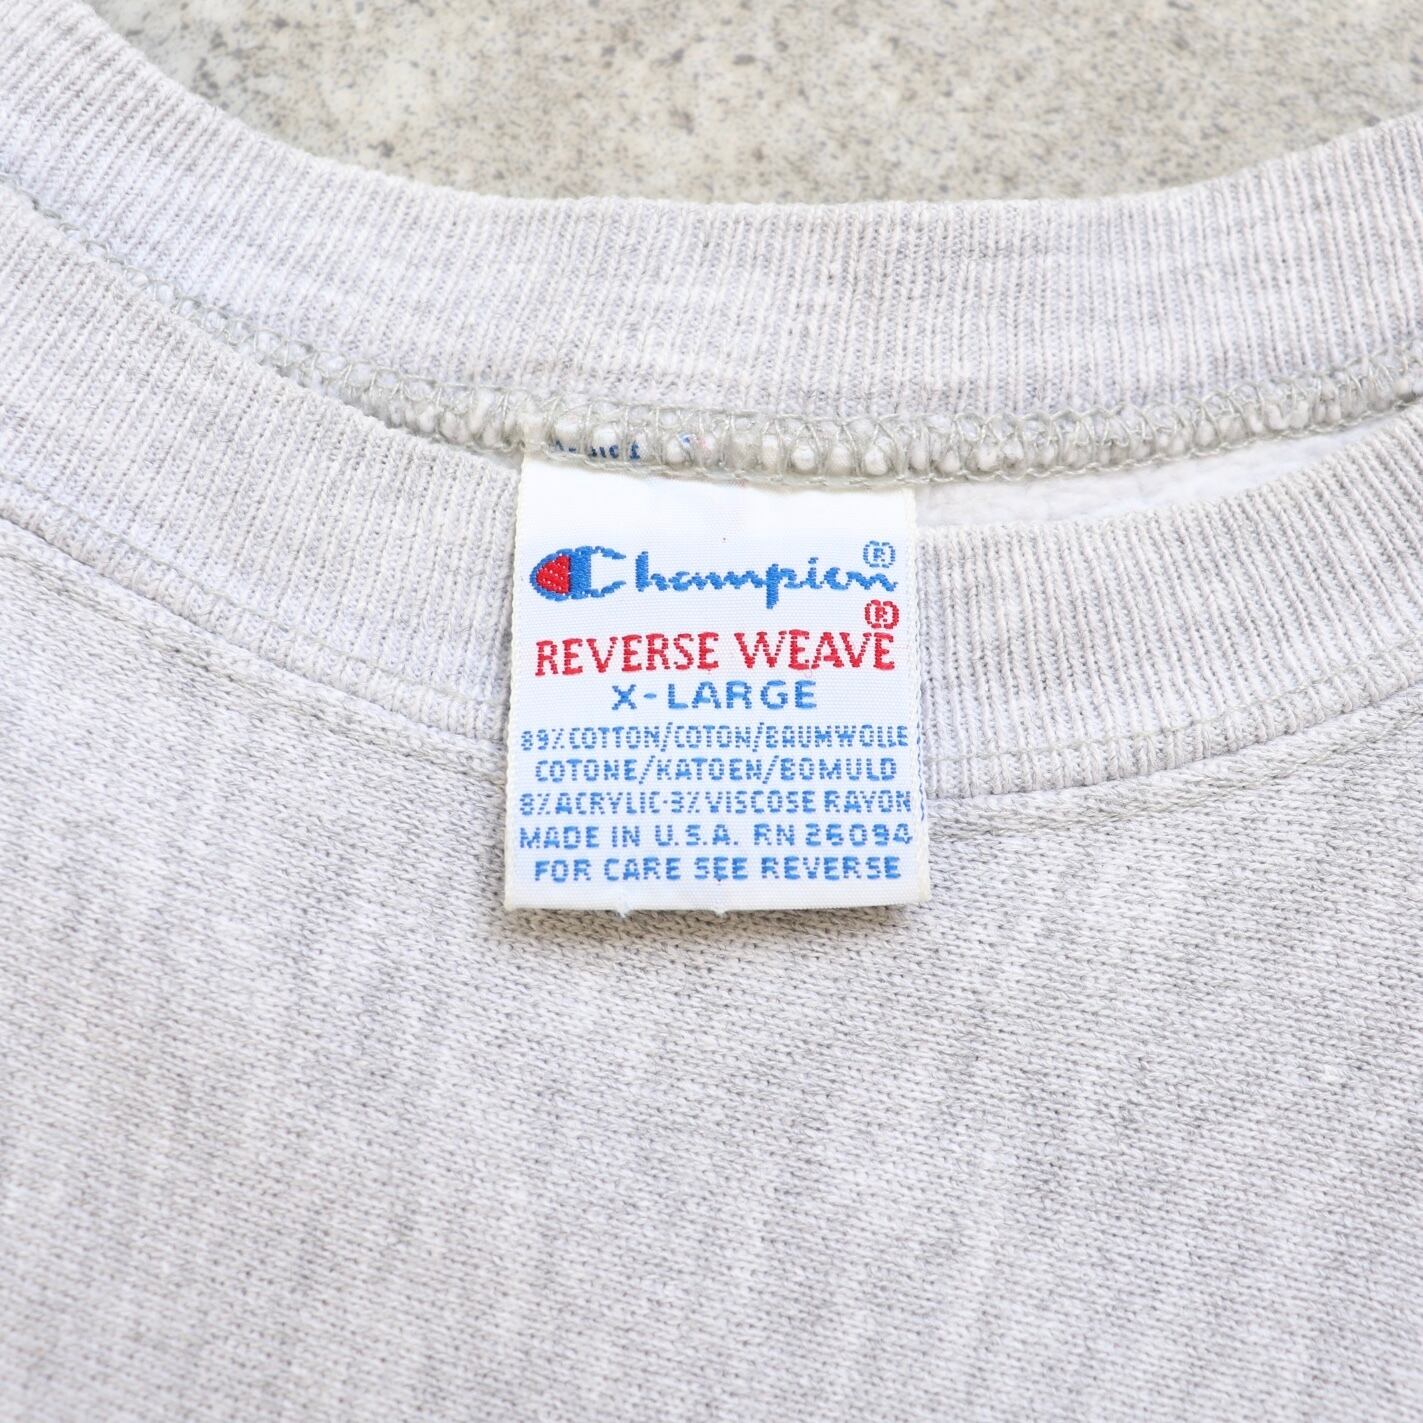 Champion®
REVERSE WEAVE®
X-LARGE
89% COTTON/COTON/BAUMWOLLE
COTONE/KATOEN/BOMULD
8% ACRYLIC·3% VISCOSE RAYON
MADE IN U.S.A. RN 26094
FOR CARE SEE REVERSE